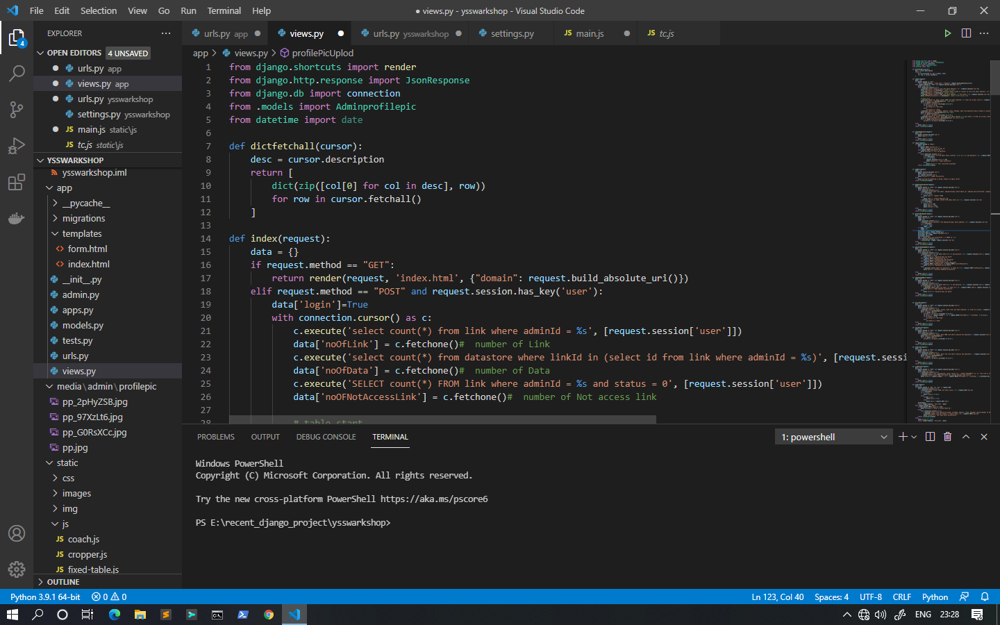 File Edit Selection View Go Run Terminal Help
● views.py - ysswarkshop - Visual Studio Code
EXPLORER
OPEN EDITORS 4 UNSAVED
urls.py app
views.py app
urls.py ysswarkshop
settings.py ysswarkshop
JS main.js static\js
JS tc.js static\js
YSSWARKSHOP
ysswarkshop.iml
app
__pycache__
migrations
templates
form.html
index.html
__init__.py
admin.py
apps.py
models.py
tests.py
urls.py
views.py
media\admin\profilepic
pp_2pHyZSB.jpg
pp_97XzLt6.jpg
pp_G0RsXCc.jpg
pp.jpg
static
css
images
img
js
JS coach.js
JS cropper.js
JS fixed-table.js
OUTLINE
4
urls.py app
views.py
urls.py ysswarkshop
settings.py
JS main.js
JS tc.js
app > views.py > profilePicUplod
1 from django.shortcuts import render
2 from django.http.response import JsonResponse
3 from django.db import connection
4 from .models import Adminprofilepic
5 from datetime import date
6
7 def dictfetchall(cursor):
8 desc = cursor.description
9 return [
10 dict(zip([col[0] for col in desc], row))
11 for row in cursor.fetchall()
12 ]
13
14 def index(request):
15 data = {}
16 if request.method == "GET":
17 return render(request, 'index.html', {"domain": request.build_absolute_uri()})
18 elif request.method == "POST" and request.session.has_key('user'):
19 data['login']=True
20 with connection.cursor() as c:
21 c.execute('select count(*) from link where adminId = %s', [request.session['user']])
22 data['noOfLink'] = c.fetchone()#  number of Link
23 c.execute('select count(*) from datastore where linkId in (select id from link where adminId = %s)', [request.sessi
24 data['noOfData'] = c.fetchone()#  number of Data
25 c.execute('SELECT count(*) FROM link where adminId = %s and status = 0', [request.session['user']])
26 data['noOFNotAccessLink'] = c.fetchone()#  number of Not access link
27
28 # table start
PROBLEMS OUTPUT DEBUG CONSOLE TERMINAL
1: powershell
Windows PowerShell
Copyright (C) Microsoft Corporation. All rights reserved.
Try the new cross-platform PowerShell https://aka.ms/pscore6
PS E:\recent_django_project\ysswarkshop>
Python 3.9.1 64-bit 0 0
Ln 123, Col 40 Spaces: 4 UTF-8 CRLF Python
ENG 23:28